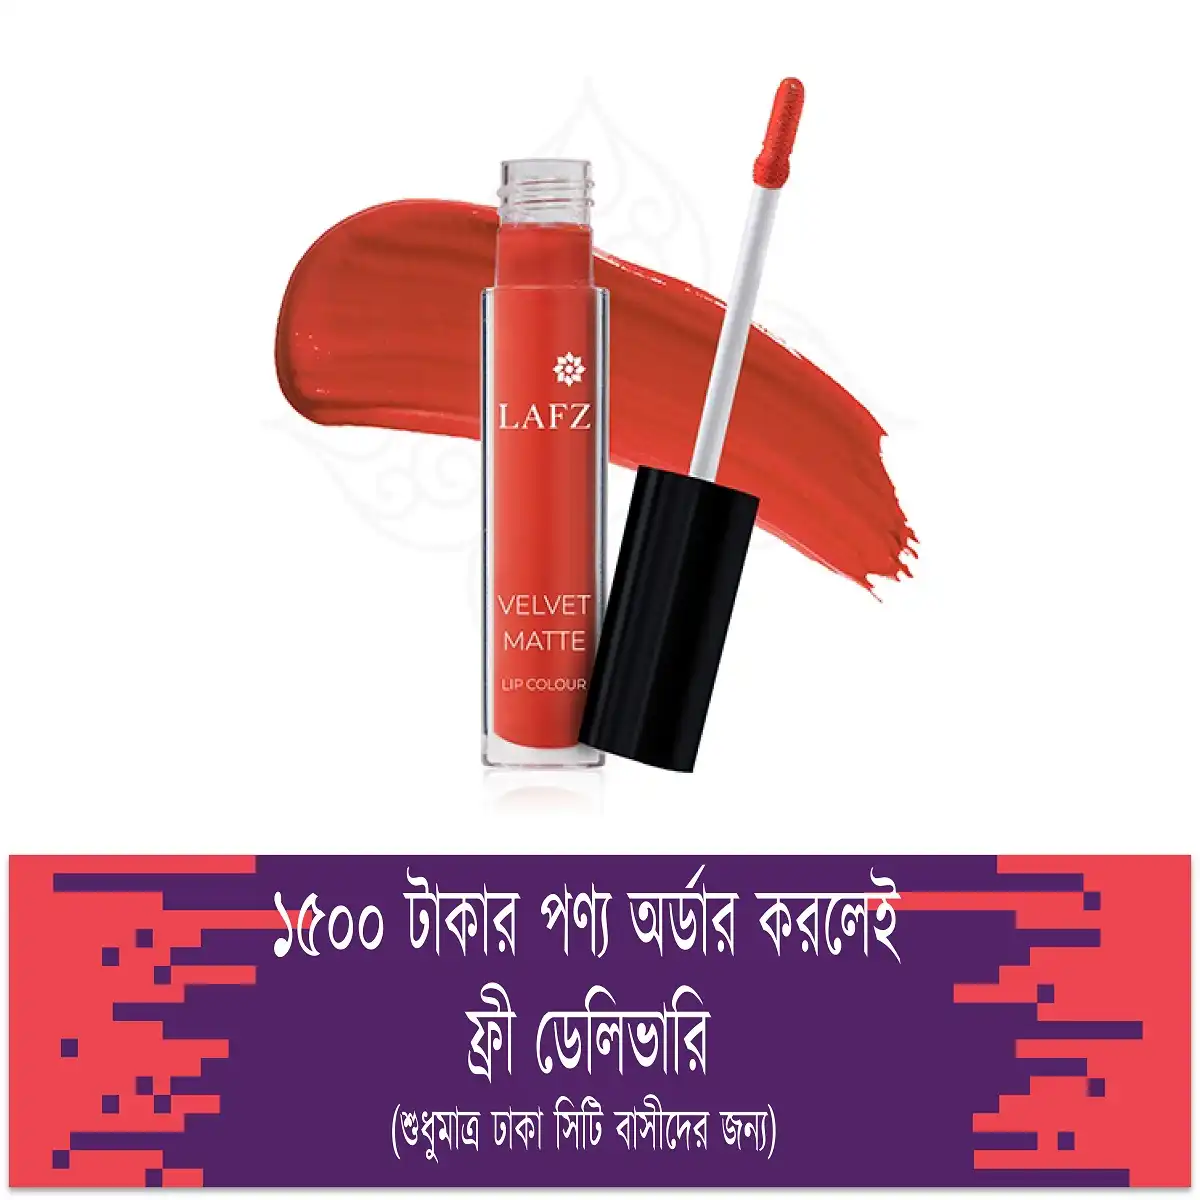 LAFZ
VELVET
MATTE
LIP COLOUR
১৫০০ টাকার পণ্য অর্ডার করলেই
ফ্রী ডেলিভারি
(শুধুমাত্র ঢাকা সিটি বাসীদের জন্য)